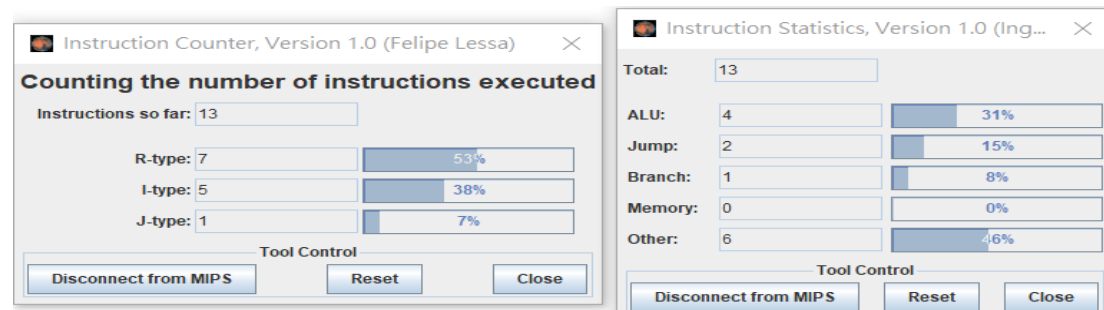 Instruction Counter, Version 1.0 (Felipe Lessa)
Counting the number of instructions executed
Instructions so far: 13
R-type: 7 53%
I-type: 5 38%
J-type: 1 7%
Tool Control
Disconnect from MIPS Reset Close
Instruction Statistics, Version 1.0 (Ing...
Total: 13
ALU: 4 31%
Jump: 2 15%
Branch: 1 8%
Memory: 0 0%
Other: 6 46%
Tool Control
Disconnect from MIPS Reset Close